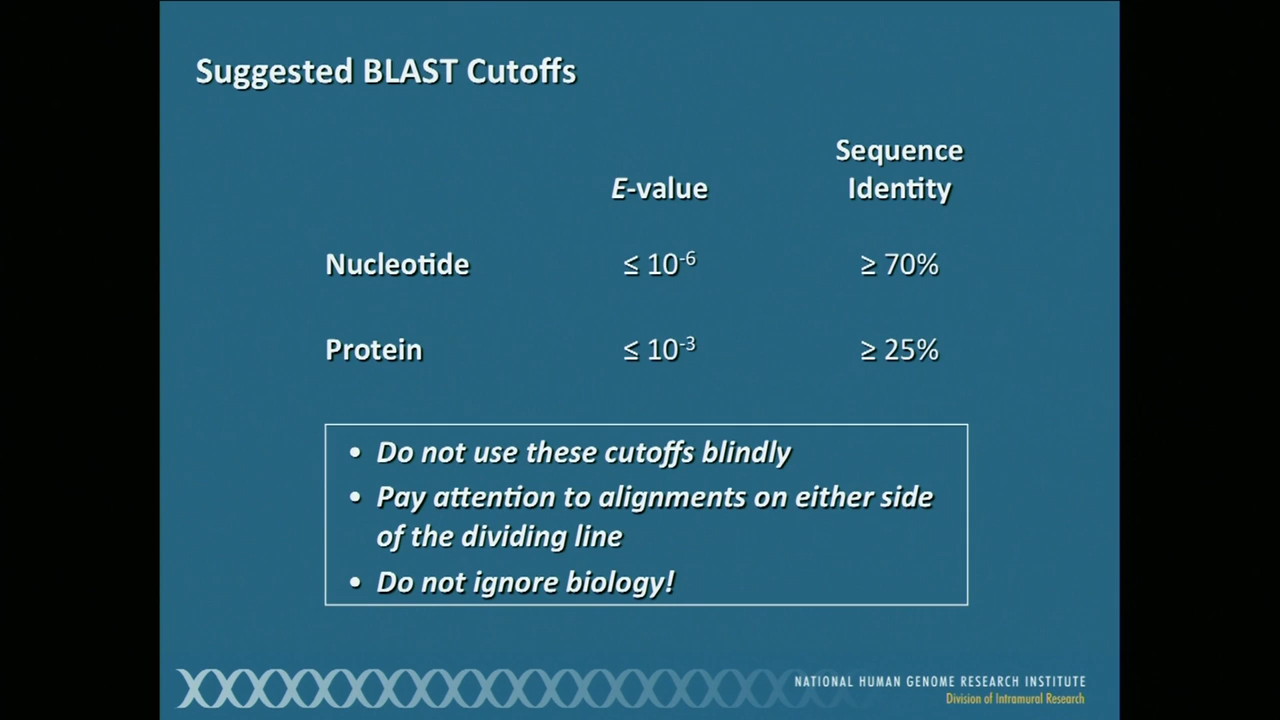 Suggested BLAST Cutoffs
Sequence
E-value Identity
Nucleotide ≤ 10⁻⁶ ≥ 70%
Protein ≤ 10⁻³ ≥ 25%
• Do not use these cutoffs blindly
• Pay attention to alignments on either side
of the dividing line
• Do not ignore biology!
NATIONAL HUMAN GENOME RESEARCH INSTITUTE
Division of Intramural Research